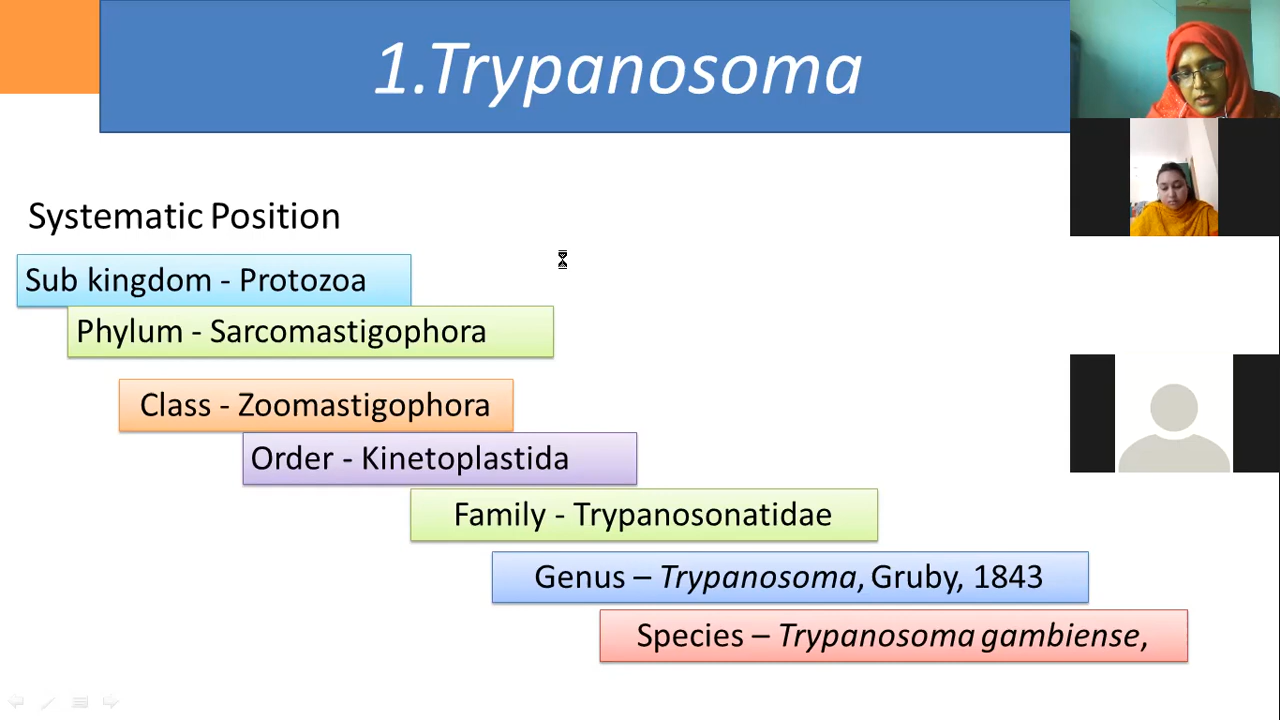 1.Trypanosoma
Systematic Position
Sub kingdom - Protozoa
Phylum - Sarcomastigophora
Class - Zoomastigophora
Order - Kinetoplastida
Family - Trypanosonatidae
Genus – Trypanosoma, Gruby, 1843
Species – Trypanosoma gambiense,